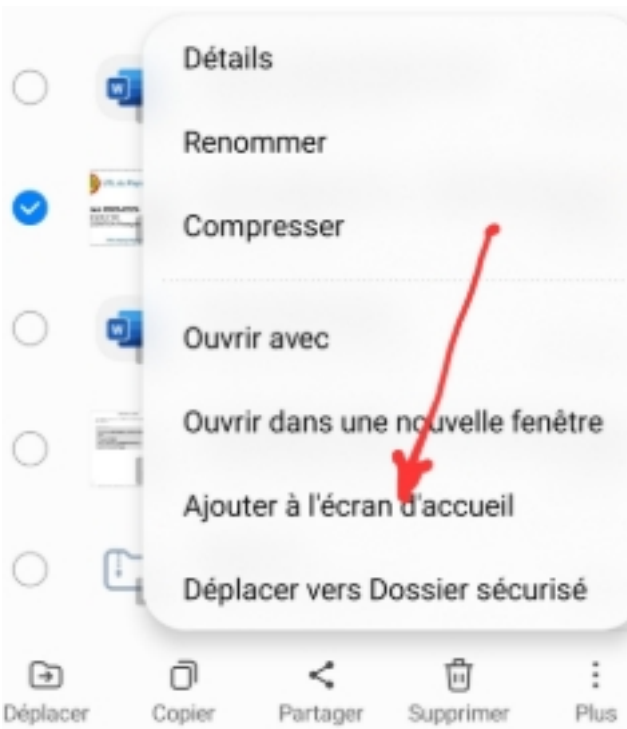 Détails
Renommer
Compresser
Ouvrir avec
Ouvrir dans une nouvelle fenêtre
Ajouter à l'écran d'accueil
Déplacer vers Dossier sécurisé
Déplacer Copier Partager Supprimer Plus